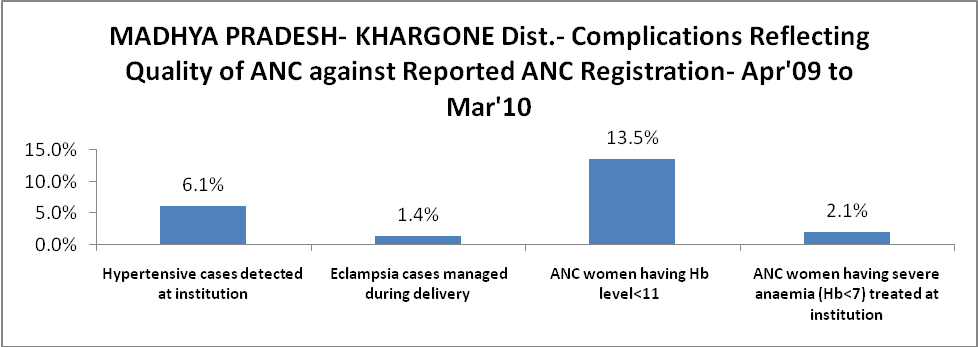 MADHYA PRADESH- KHARGONE Dist.- Complications Reflecting
Quality of ANC against Reported ANC Registration- Apr'09 to
Mar'10
15.0%
10.0%
5.0%
0.0%
6.1%
1.4%
13.5%
2.1%
Hypertensive cases detected
at institution
Eclampsia cases managed
during delivery
ANC women having Hb
level<11
ANC women having severe
anaemia (Hb<7) treated at
institution